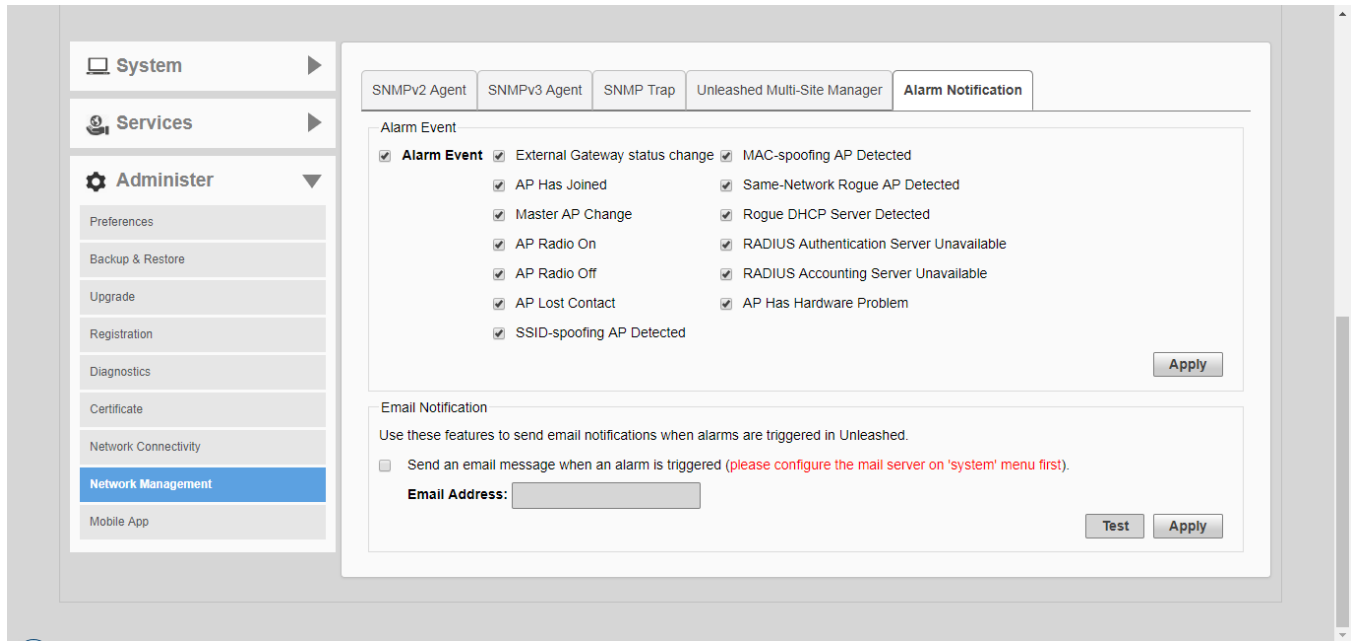 System
Services
Administer
Preferences
Backup & Restore
Upgrade
Registration
Diagnostics
Certificate
Network Connectivity
Network Management
Mobile App
SNMPv2 Agent SNMPv3 Agent SNMP Trap Unleashed Multi-Site Manager Alarm Notification
Alarm Event
Alarm Event External Gateway status change MAC-spoofing AP Detected
AP Has Joined Same-Network Rogue AP Detected
Master AP Change Rogue DHCP Server Detected
AP Radio On RADIUS Authentication Server Unavailable
AP Radio Off RADIUS Accounting Server Unavailable
AP Lost Contact AP Has Hardware Problem
SSID-spoofing AP Detected
Apply
Email Notification
Use these features to send email notifications when alarms are triggered in Unleashed.
Send an email message when an alarm is triggered (please configure the mail server on 'system' menu first).
Email Address:
Test Apply